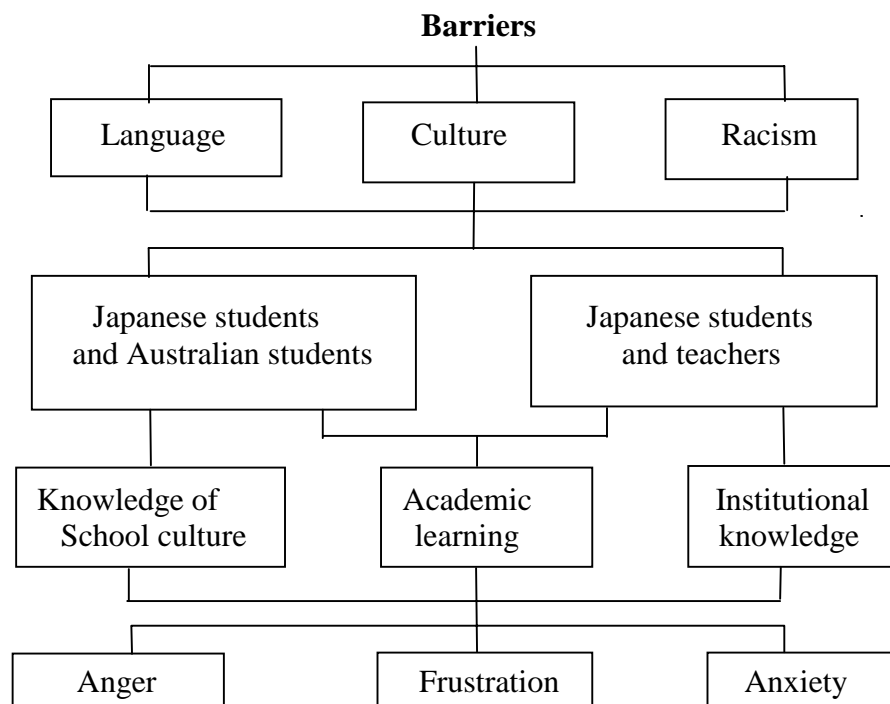 Barriers
Language
Culture
Racism
Japanese students
and Australian students
Japanese students
and teachers
Knowledge of
School culture
Academic
learning
Institutional
knowledge
Anger
Frustration
Anxiety